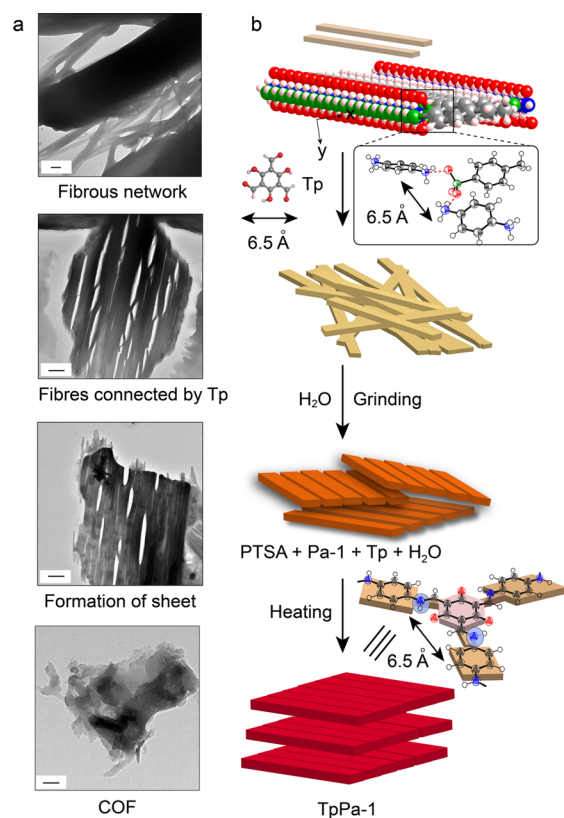 a
b
x
y
Tp
6.5 Å
6.5 Å
Fibrous network
Fibres connected by Tp
H₂O Grinding
PTSA + Pa-1 + Tp + H₂O
Formation of sheet
Heating
6.5 Å
COF
TpPa-1